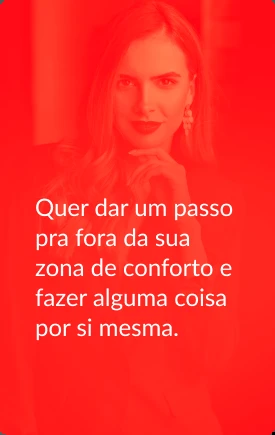 Quer dar um passo
pra fora da sua
zona de conforto e
fazer alguma coisa
por si mesma.